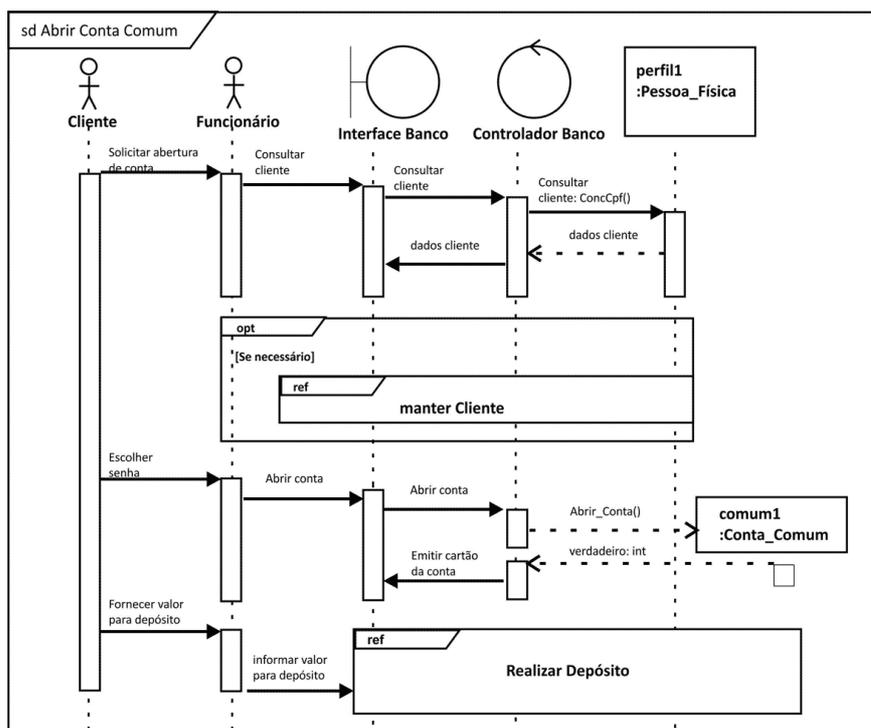 sd Abrir Conta Comum
Cliente
Funcionário
Interface Banco
Controlador Banco
perfil1
:Pessoa_Física
Solicitar abertura
de conta
Consultar
cliente
Consultar
cliente
Consultar
cliente: ConcCpf()
dados cliente
dados cliente
opt
[Se necessário]
ref
manter Cliente
Escolher
senha
Abrir conta
Abrir conta
Abrir_Conta()
comum1
:Conta_Comum
verdadeiro: int
Emitir cartão
da conta
Fornecer valor
para depósito
informar valor
para depósito
ref
Realizar Depósito